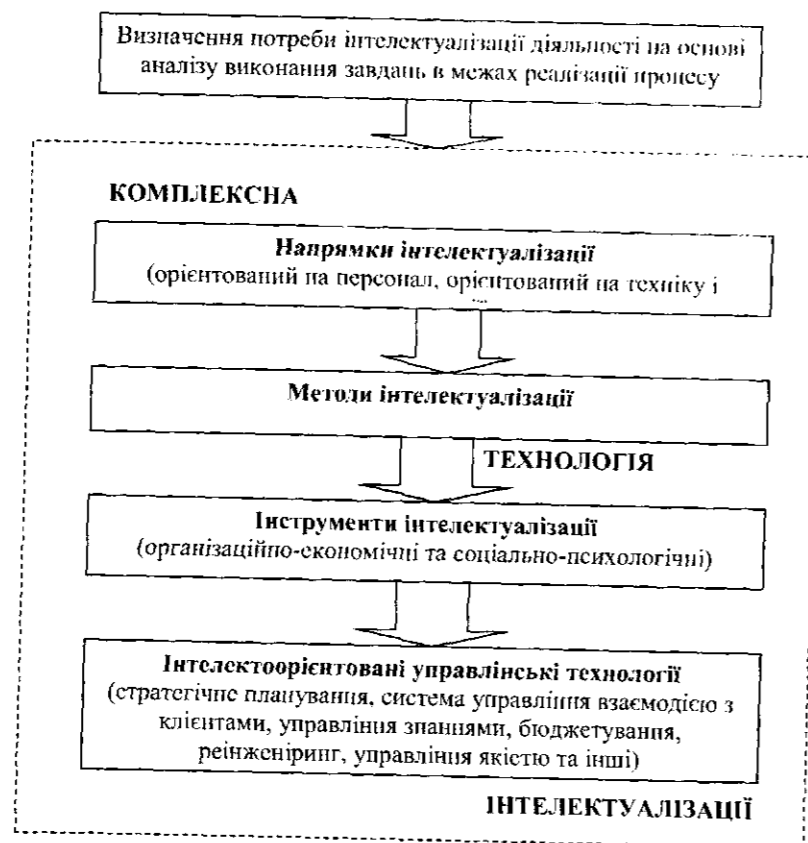 Визначення потреби інтелектуалізації діяльності на основі
аналізу виконання завдань в межах реалізації процесу
КОМПЛЕКСНА
Напрямки інтелектуалізації
(орієнтований на персонал, орієнтований на техніку і
Методи інтелектуалізації
ТЕХНОЛОГІЯ
Інструменти інтелектуалізації
(організаційно-економічні та соціально-психологічні)
Інтелектоорієнтовані управлінські технології
(стратегічне планування, система управління взаємодією з
клієнтами, управління знаннями, бюджетування,
реінженіринг, управління якістю та інші)
ІНТЕЛЕКТУАЛІЗАЦІЇ